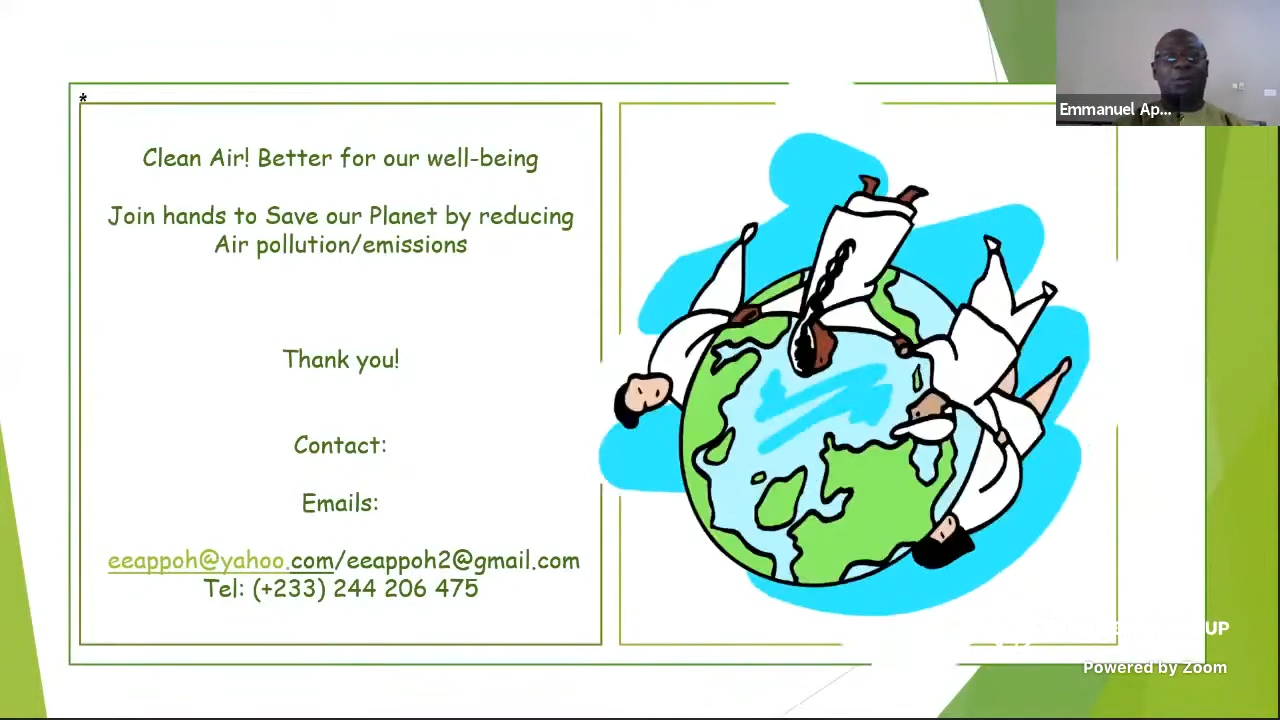 Emmanuel Ap...
*
Clean Air! Better for our well-being
Join hands to Save our Planet by reducing
Air pollution/emissions
Thank you!
Contact:
Emails:
eeappoh@yahoo.com/eeappoh2@gmail.com
Tel: (+233) 244 206 475
UP
Powered by Zoom